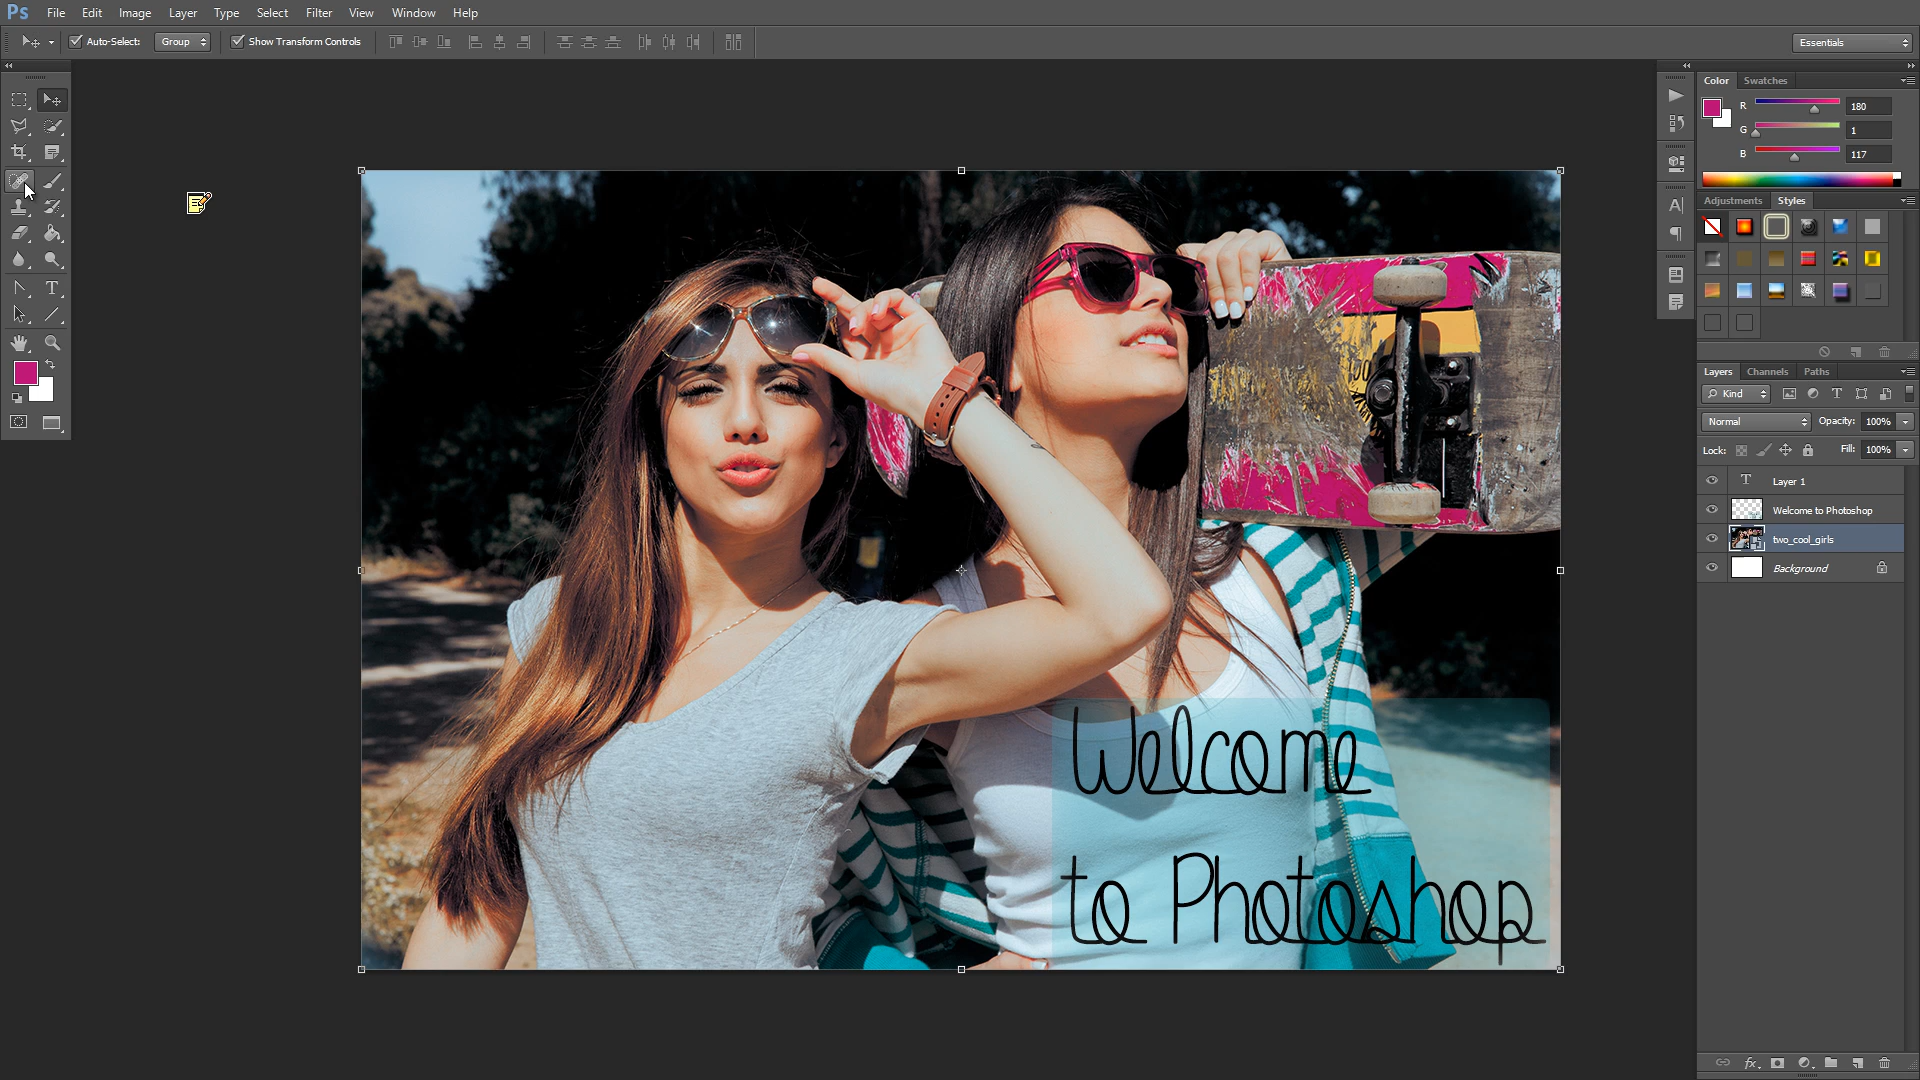 Ps File Edit Image Layer Type Select Filter View Window Help
Auto-Select: Group Show Transform Controls Essentials
Color Swatches
R 180
G 1
B 117
Adjustments Styles
Layers Channels Paths
Kind
Normal Opacity: 100%
Lock: Fill: 100%
Layer 1
Welcome to Photoshop
two_cool_girls
Background
Welcome
to Photoshop